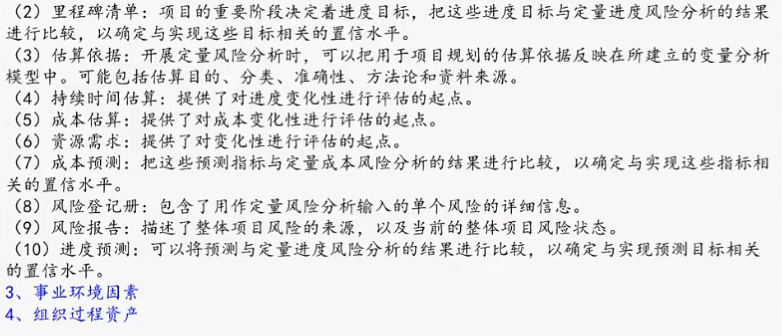 (2)里程碑清单：项目的重要阶段决定着进度目标，把这些进度目标与定量进度风险分析的结果
进行比较，以确定与实现这些目标相关的置信水平。
(3)估算依据：开展定量风险分析时，可以把用于项目规划的估算依据反映在所建立的变量分析
模型中。可能包括估算目的、分类、准确性、方法论和资料来源。
(4)持续时间估算：提供了对进度变化性进行评估的起点。
(5)成本估算：提供了对成本变化性进行评估的起点。
(6)资源需求：提供了对变化性进行评估的起点。
(7)成本预测：把这些预测指标与定量成本风险分析的结果进行比较，以确定与实现这些指标相
关的置信水平。
(8)风险登记册：包含了用作定量风险分析输入的单个风险的详细信息。
(9)风险报告：描述了整体项目风险的来源，以及当前的整体项目风险状态。
(10)进度预测：可以将预测与定量进度风险分析的结果进行比较，以确定与实现预测目标相关
的置信水平。
3、事业环境因素
4、组织过程资产